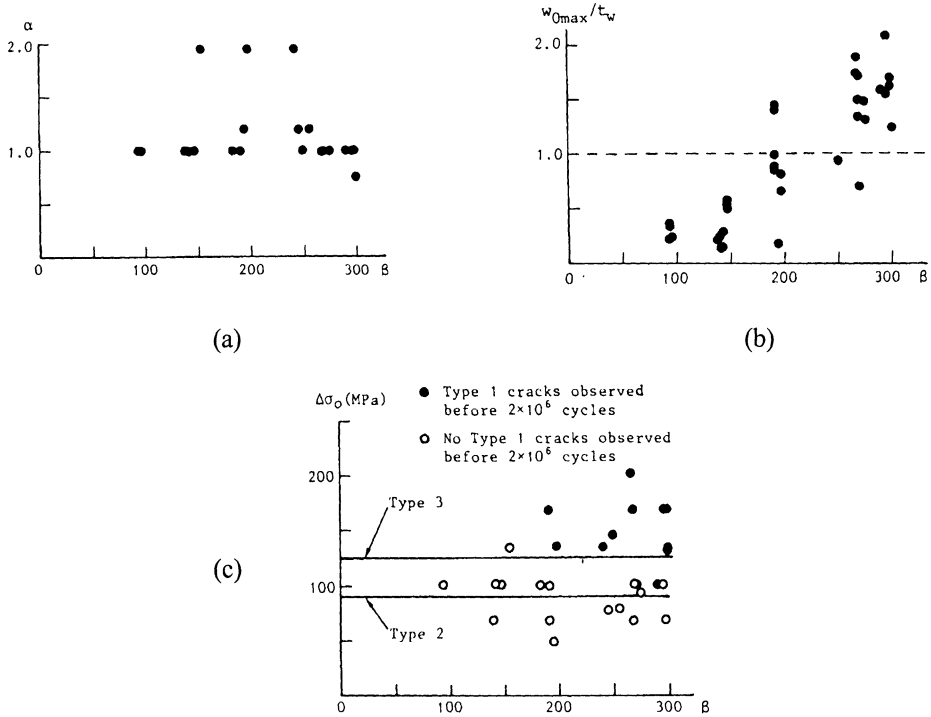 α
2.0
1.0
0 100 200 300 β
(a)
w0max/tw
2.0
1.0
0 100 200 300 β
(b)
Δσo(MPa)
● Type 1 cracks observed
before 2×10⁶ cycles
○ No Type 1 cracks observed
before 2×10⁶ cycles
200
Type 3
(c)
100
Type 2
0 100 200 300 β